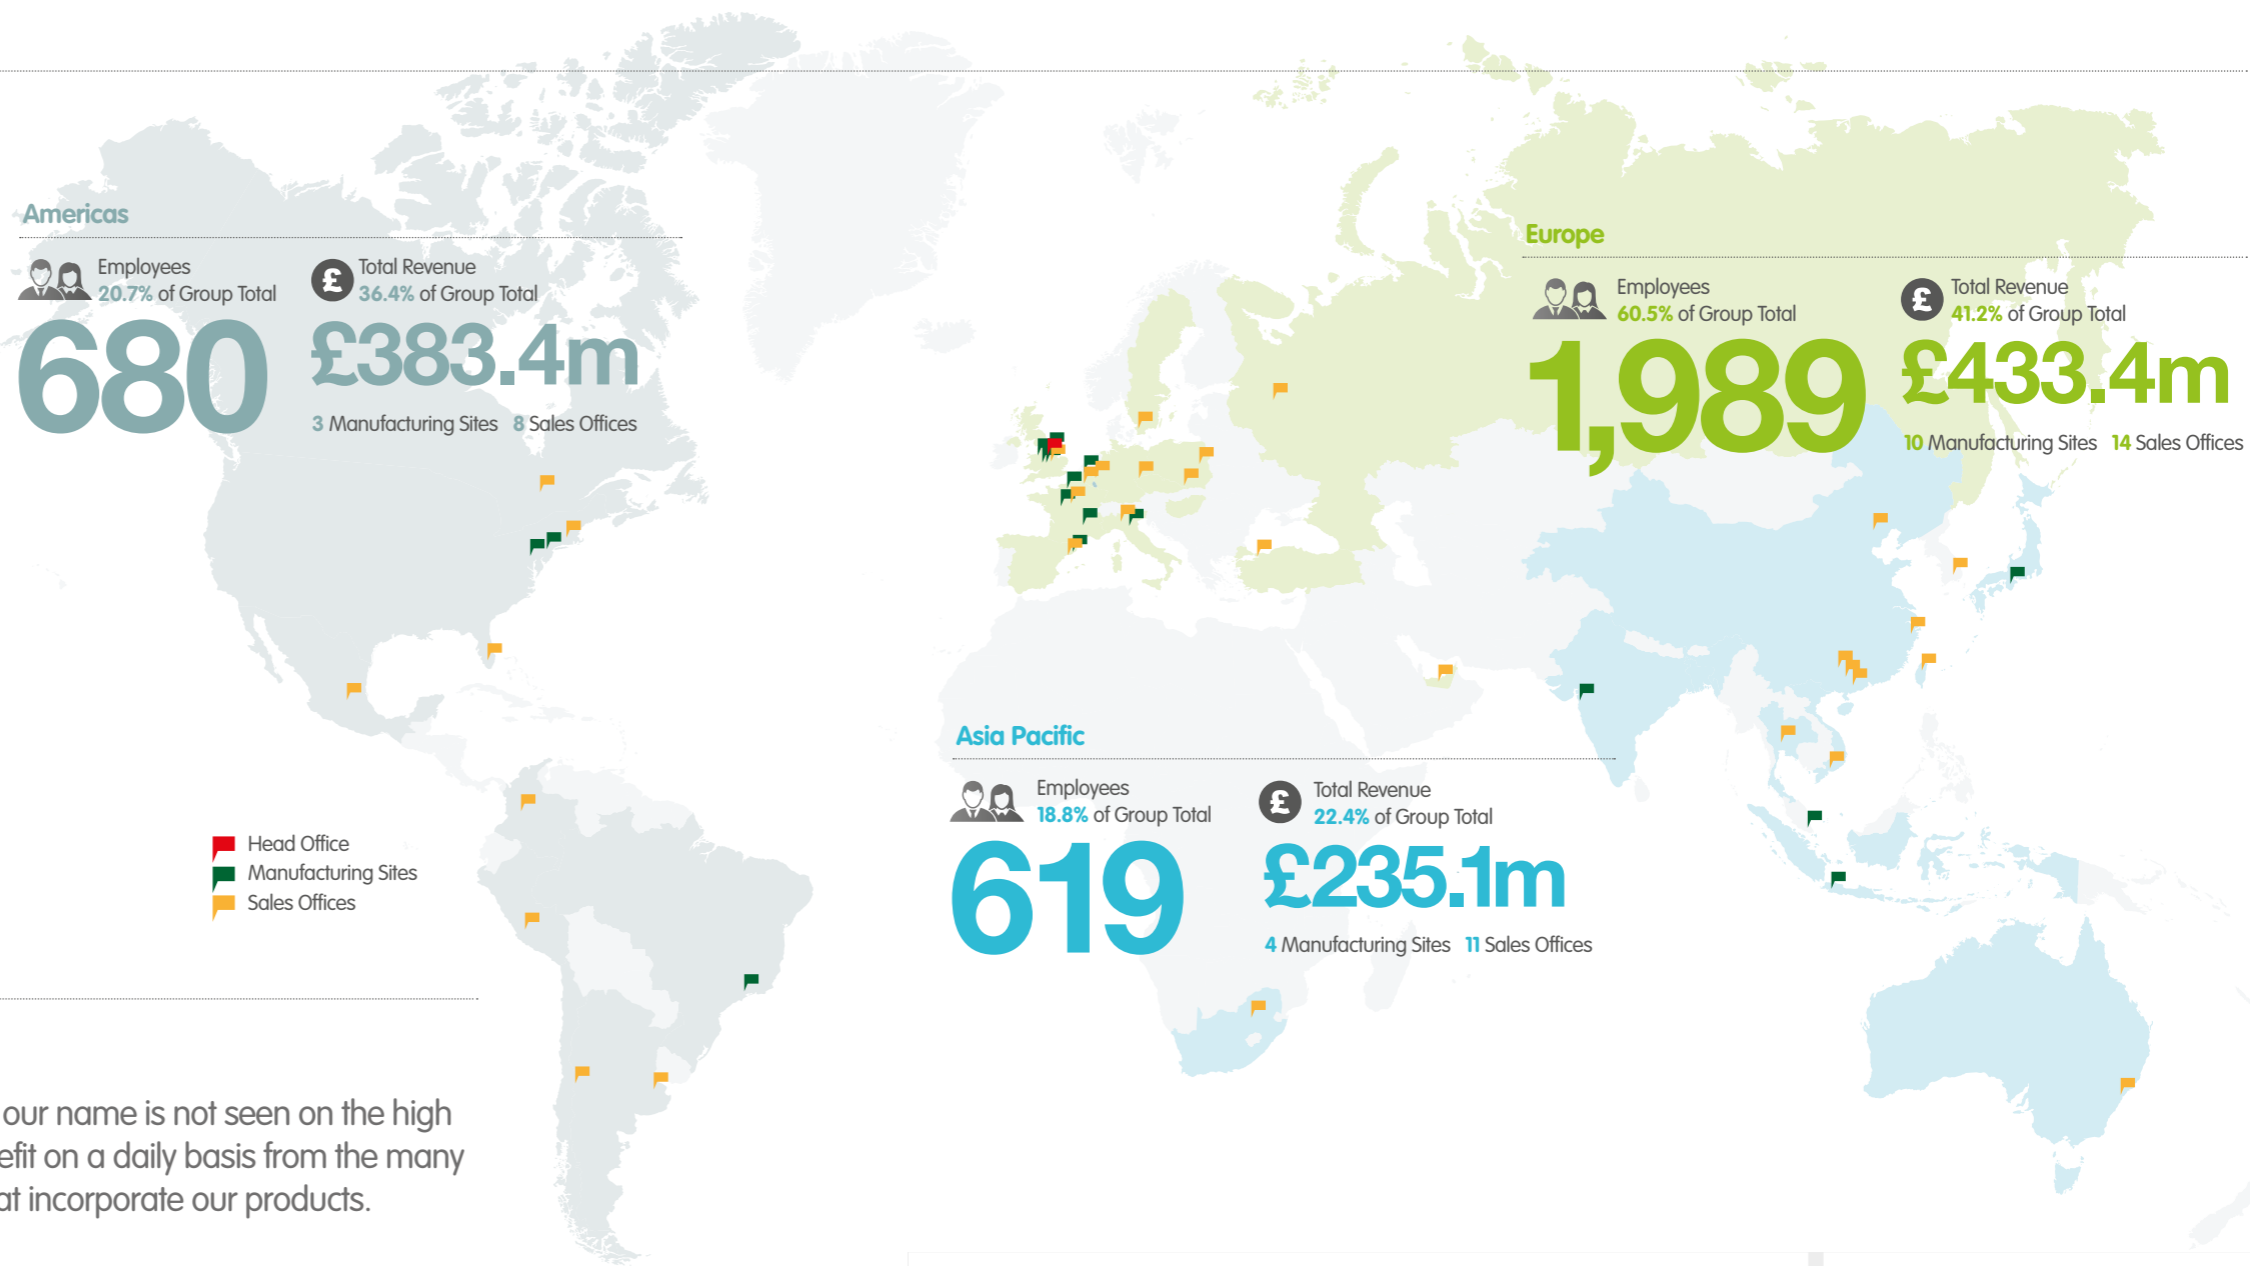 Americas
Employees
20.7% of Group Total
680
£
Total Revenue
36.4% of Group Total
£383.4m
3 Manufacturing Sites 8 Sales Offices
Europe
Employees
60.5% of Group Total
1,989
£
Total Revenue
41.2% of Group Total
£433.4m
10 Manufacturing Sites 14 Sales Offices
Asia Pacific
Employees
18.8% of Group Total
619
£
Total Revenue
22.4% of Group Total
£235.1m
4 Manufacturing Sites 11 Sales Offices
Head Office
Manufacturing Sites
Sales Offices
our name is not seen on the high
efit on a daily basis from the many
at incorporate our products.